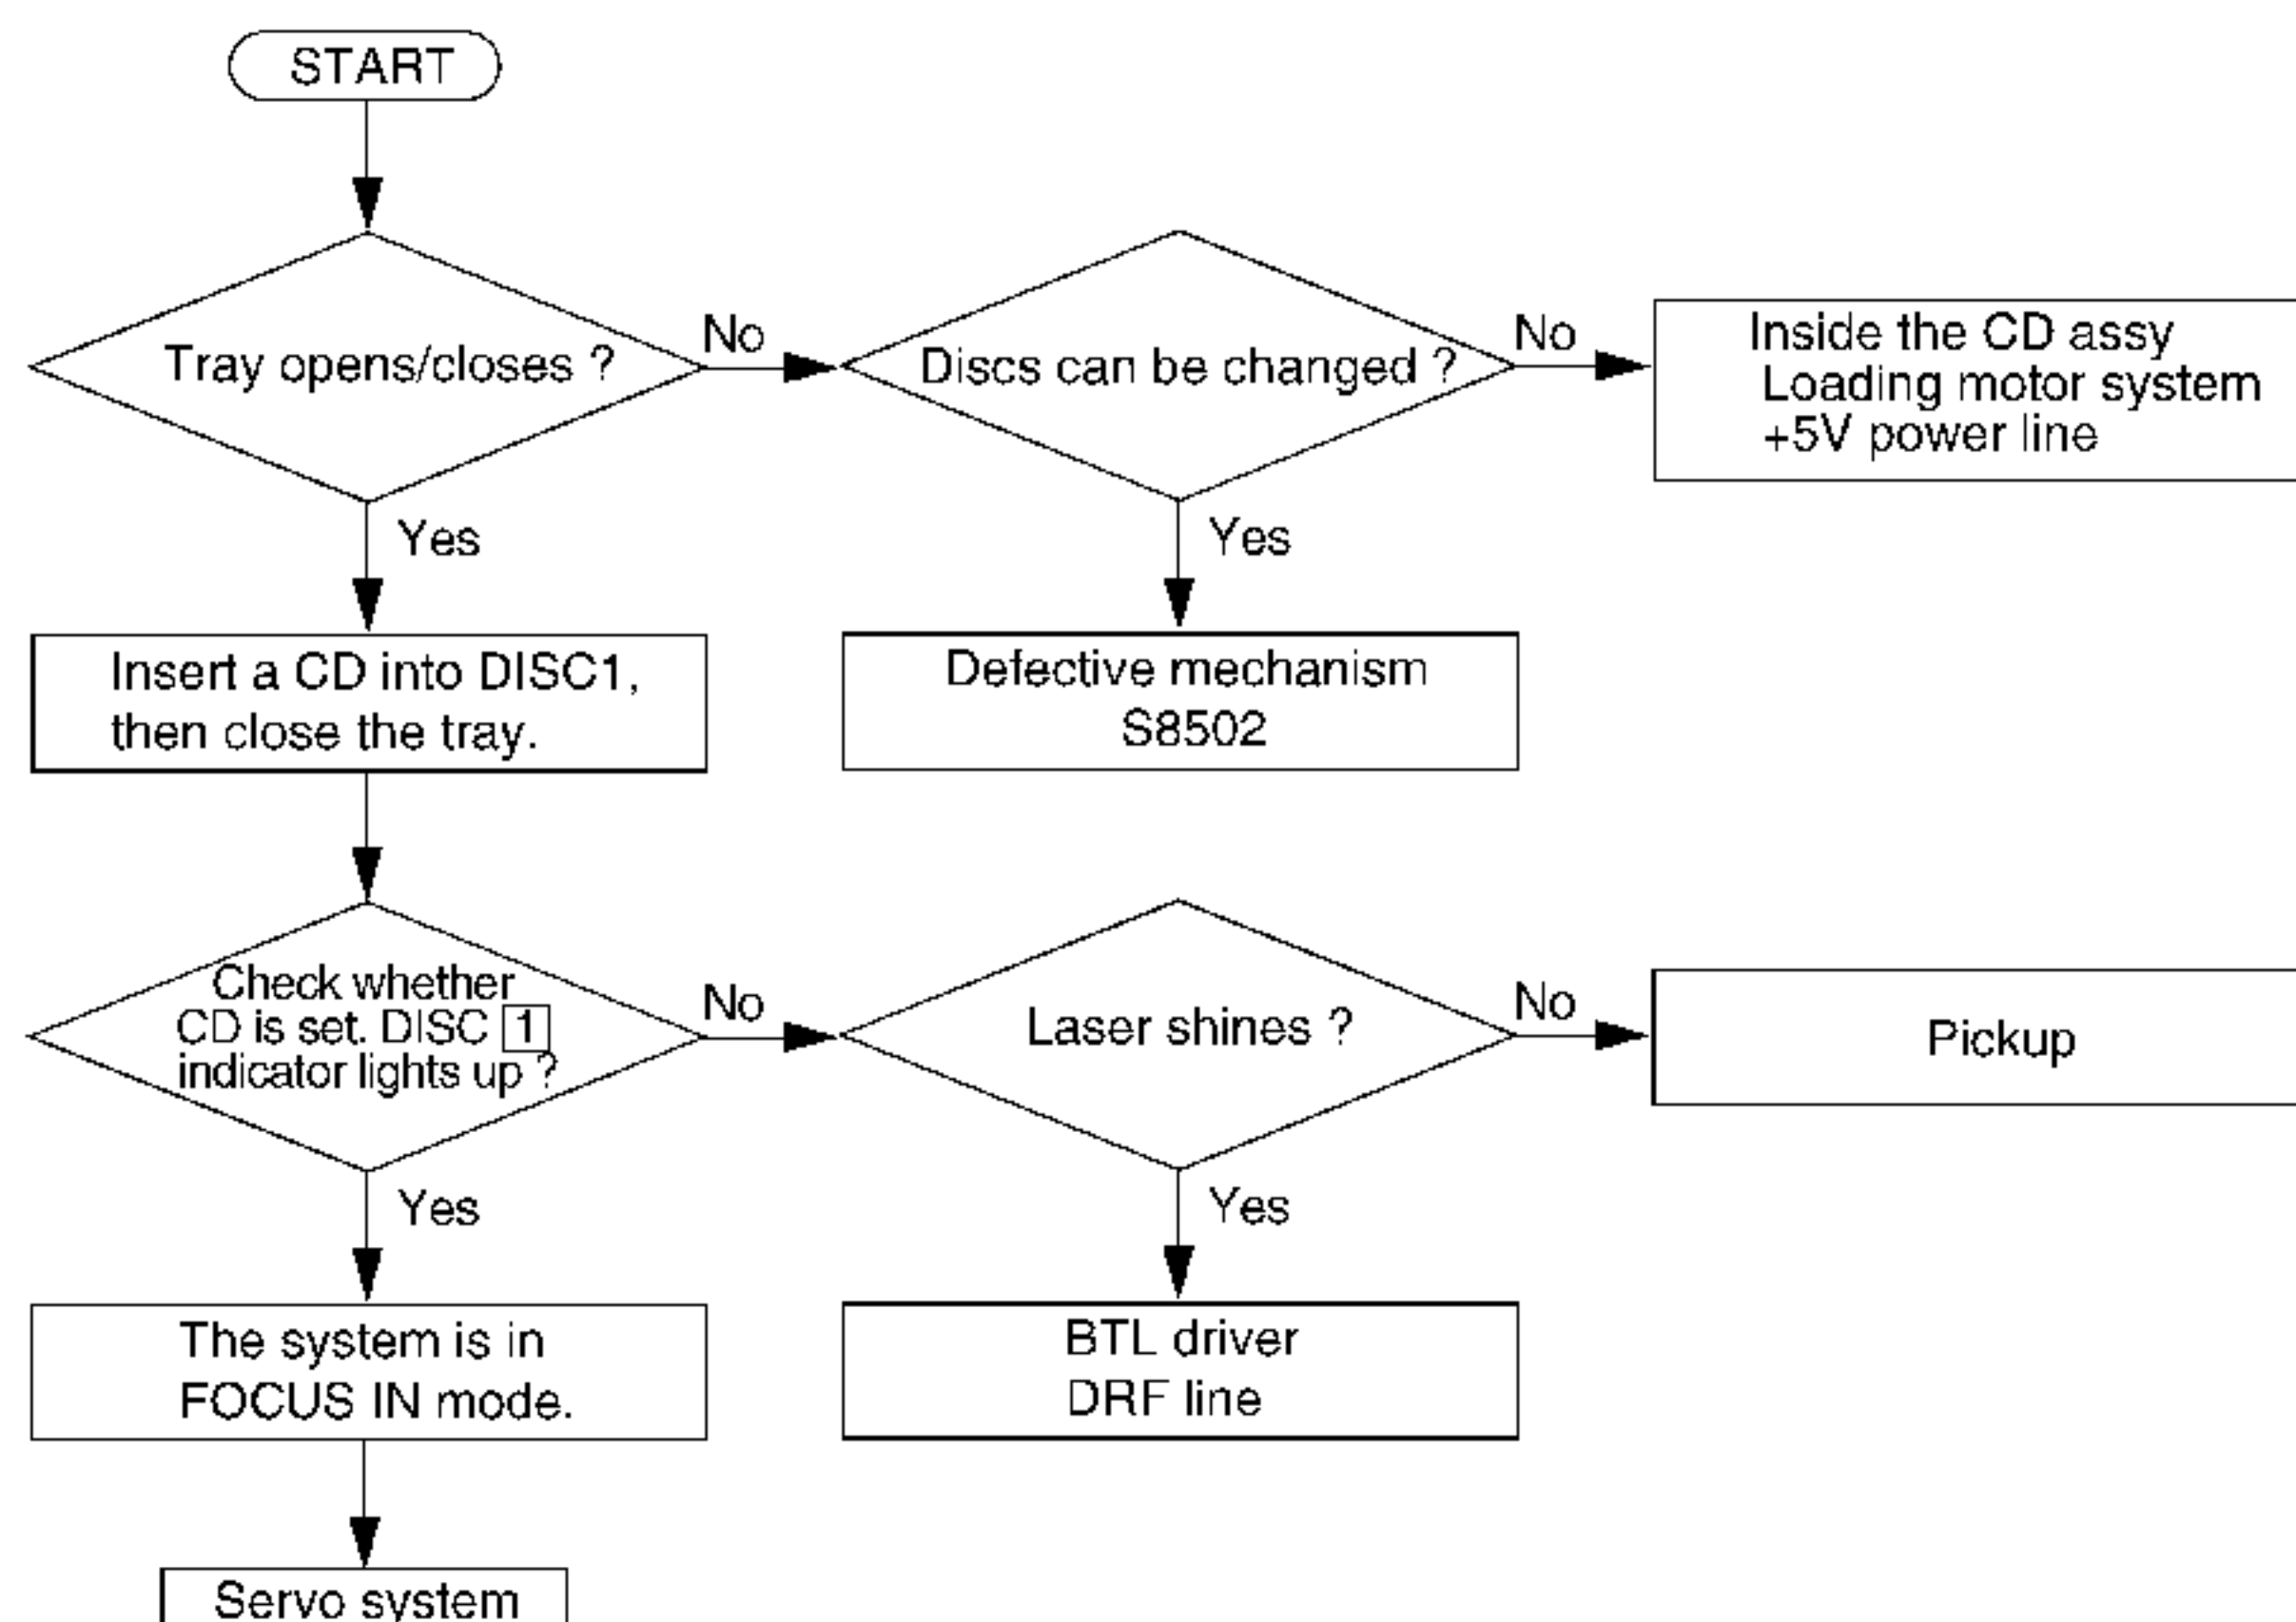 START
Tray opens/closes ?
No
Discs can be changed ?
No
Inside the CD assy
Loading motor system
+5V power line
Yes
Yes
Insert a CD into DISC1,
then close the tray.
Defective mechanism
S8502
Check whether
CD is set. DISC 1
indicator lights up ?
No
Laser shines ?
No
Pickup
Yes
Yes
The system is in
FOCUS IN mode.
BTL driver
DRF line
Servo system